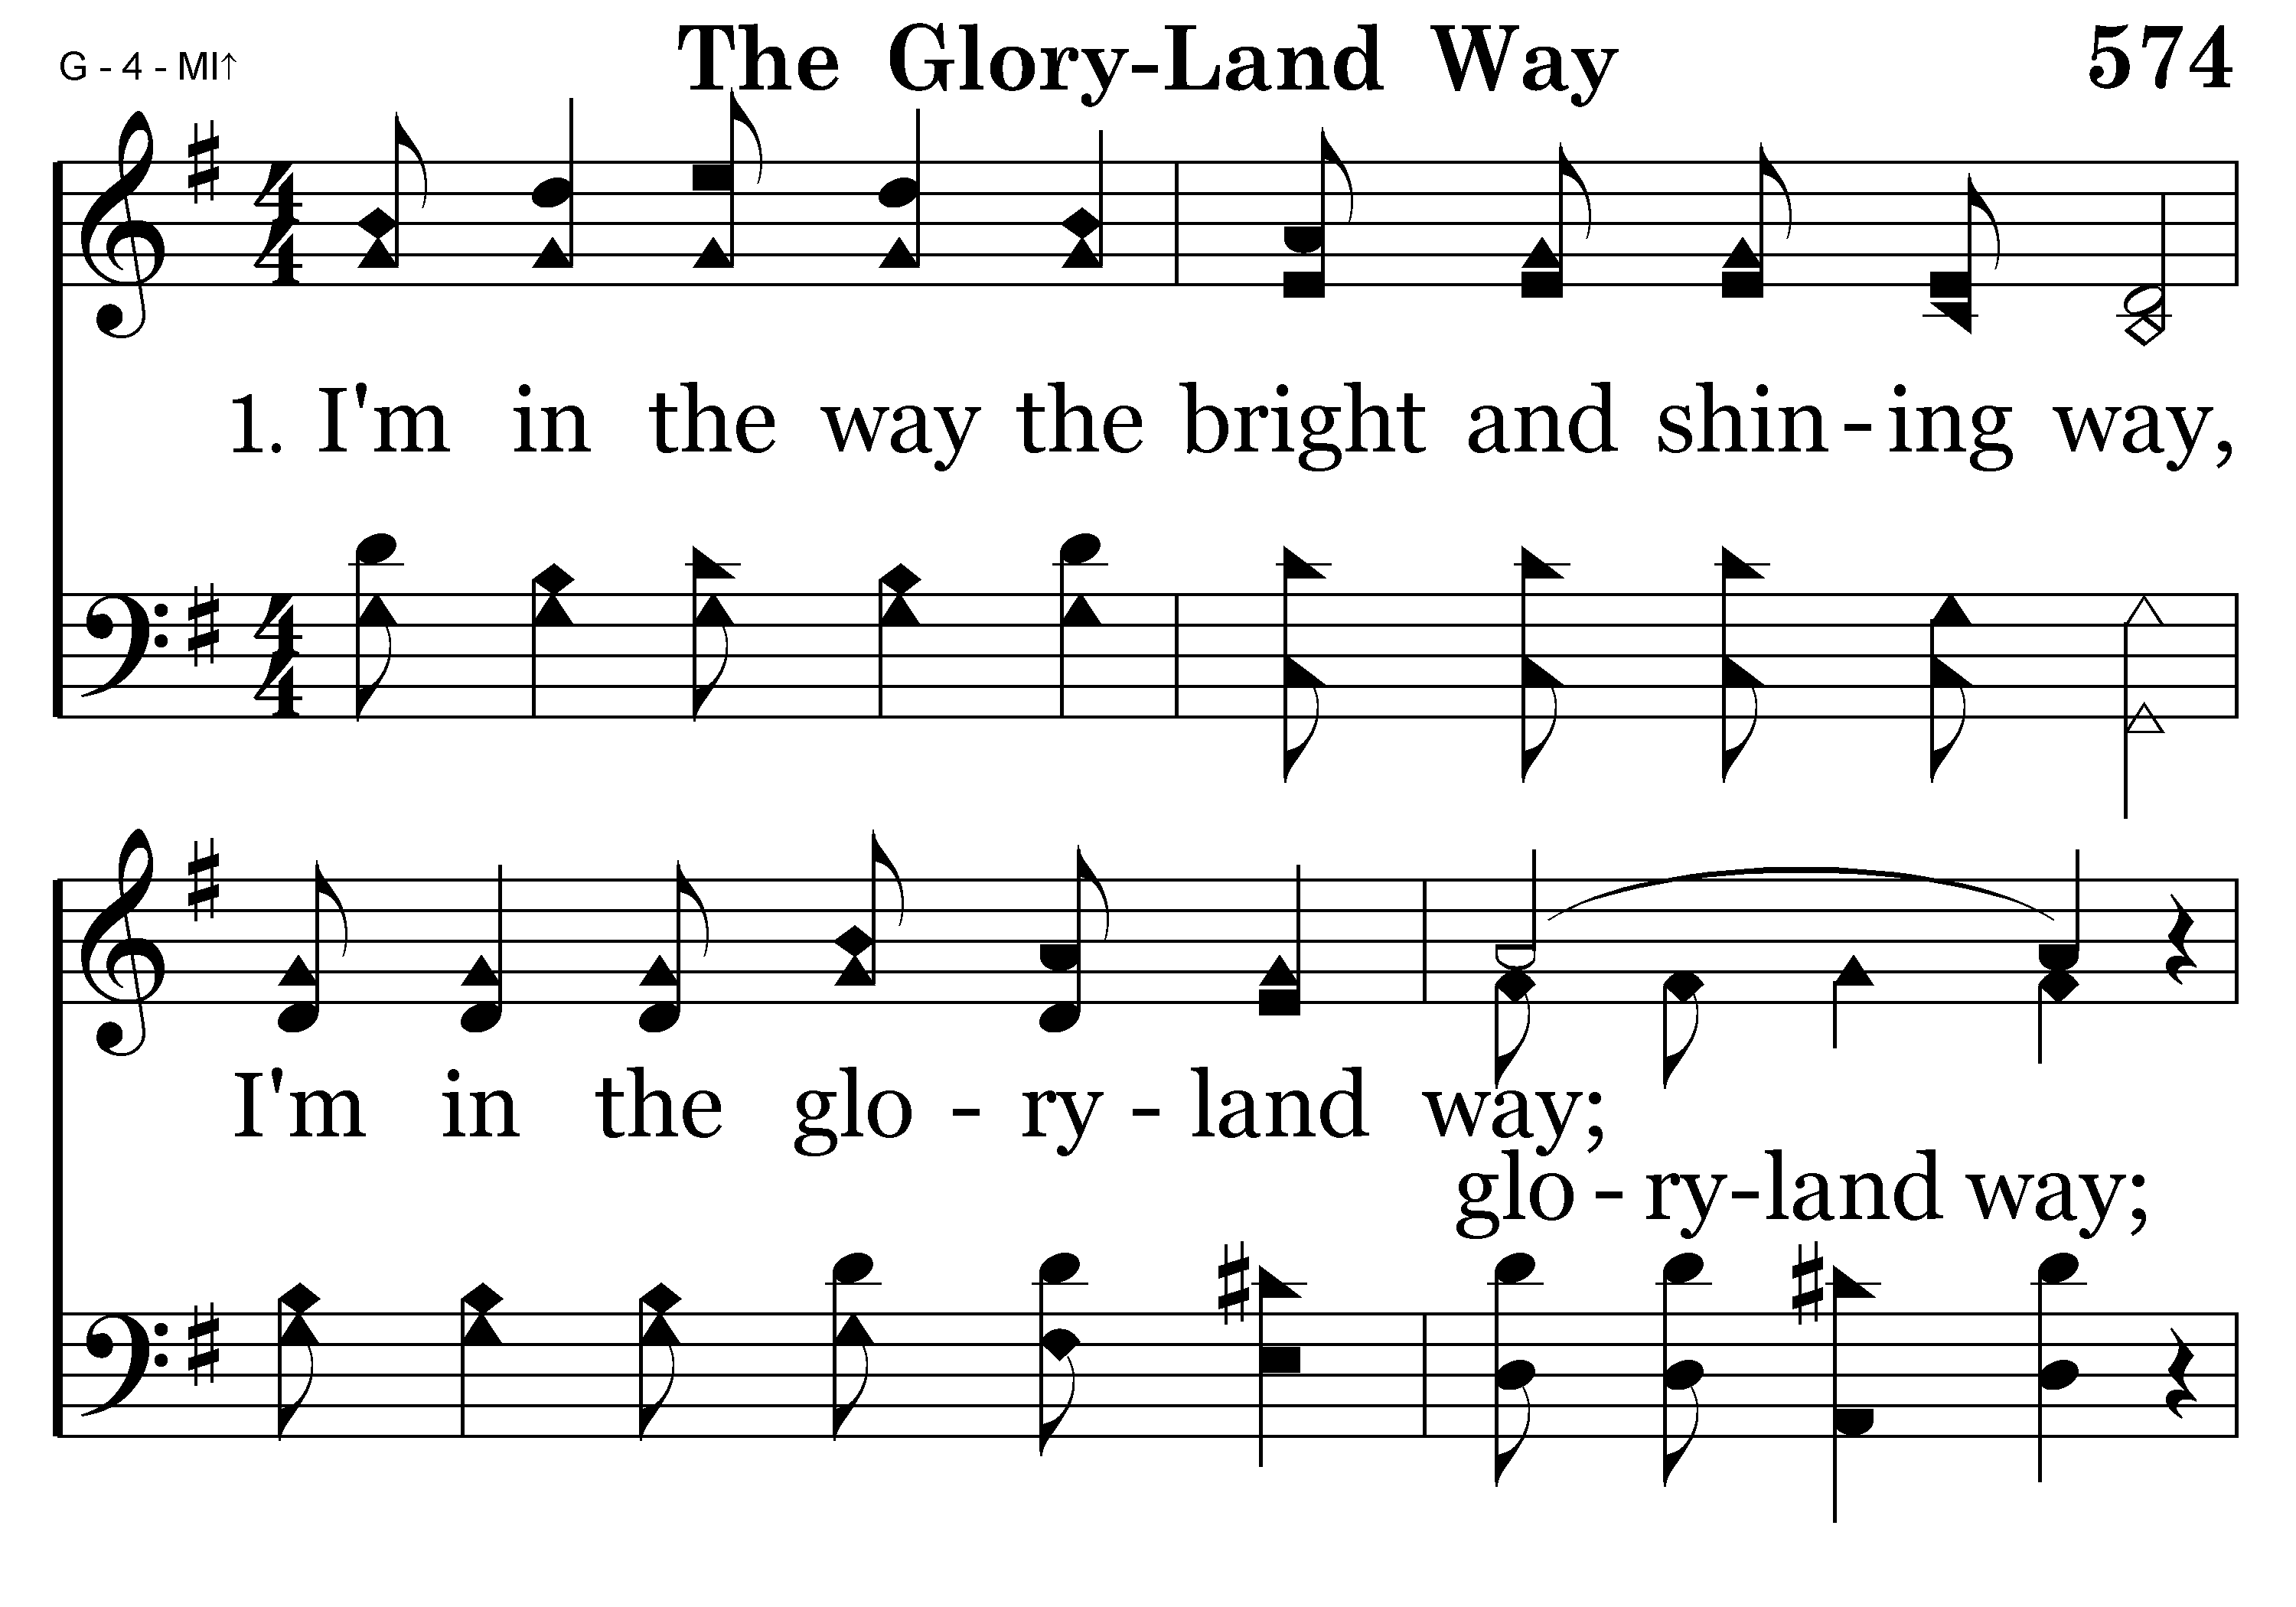 G - 4 - MI↑ The Glory-Land Way 574
1. I'm in the way the bright and shin - ing way,
I'm in the glo - ry - land way;
glo - ry-land way;